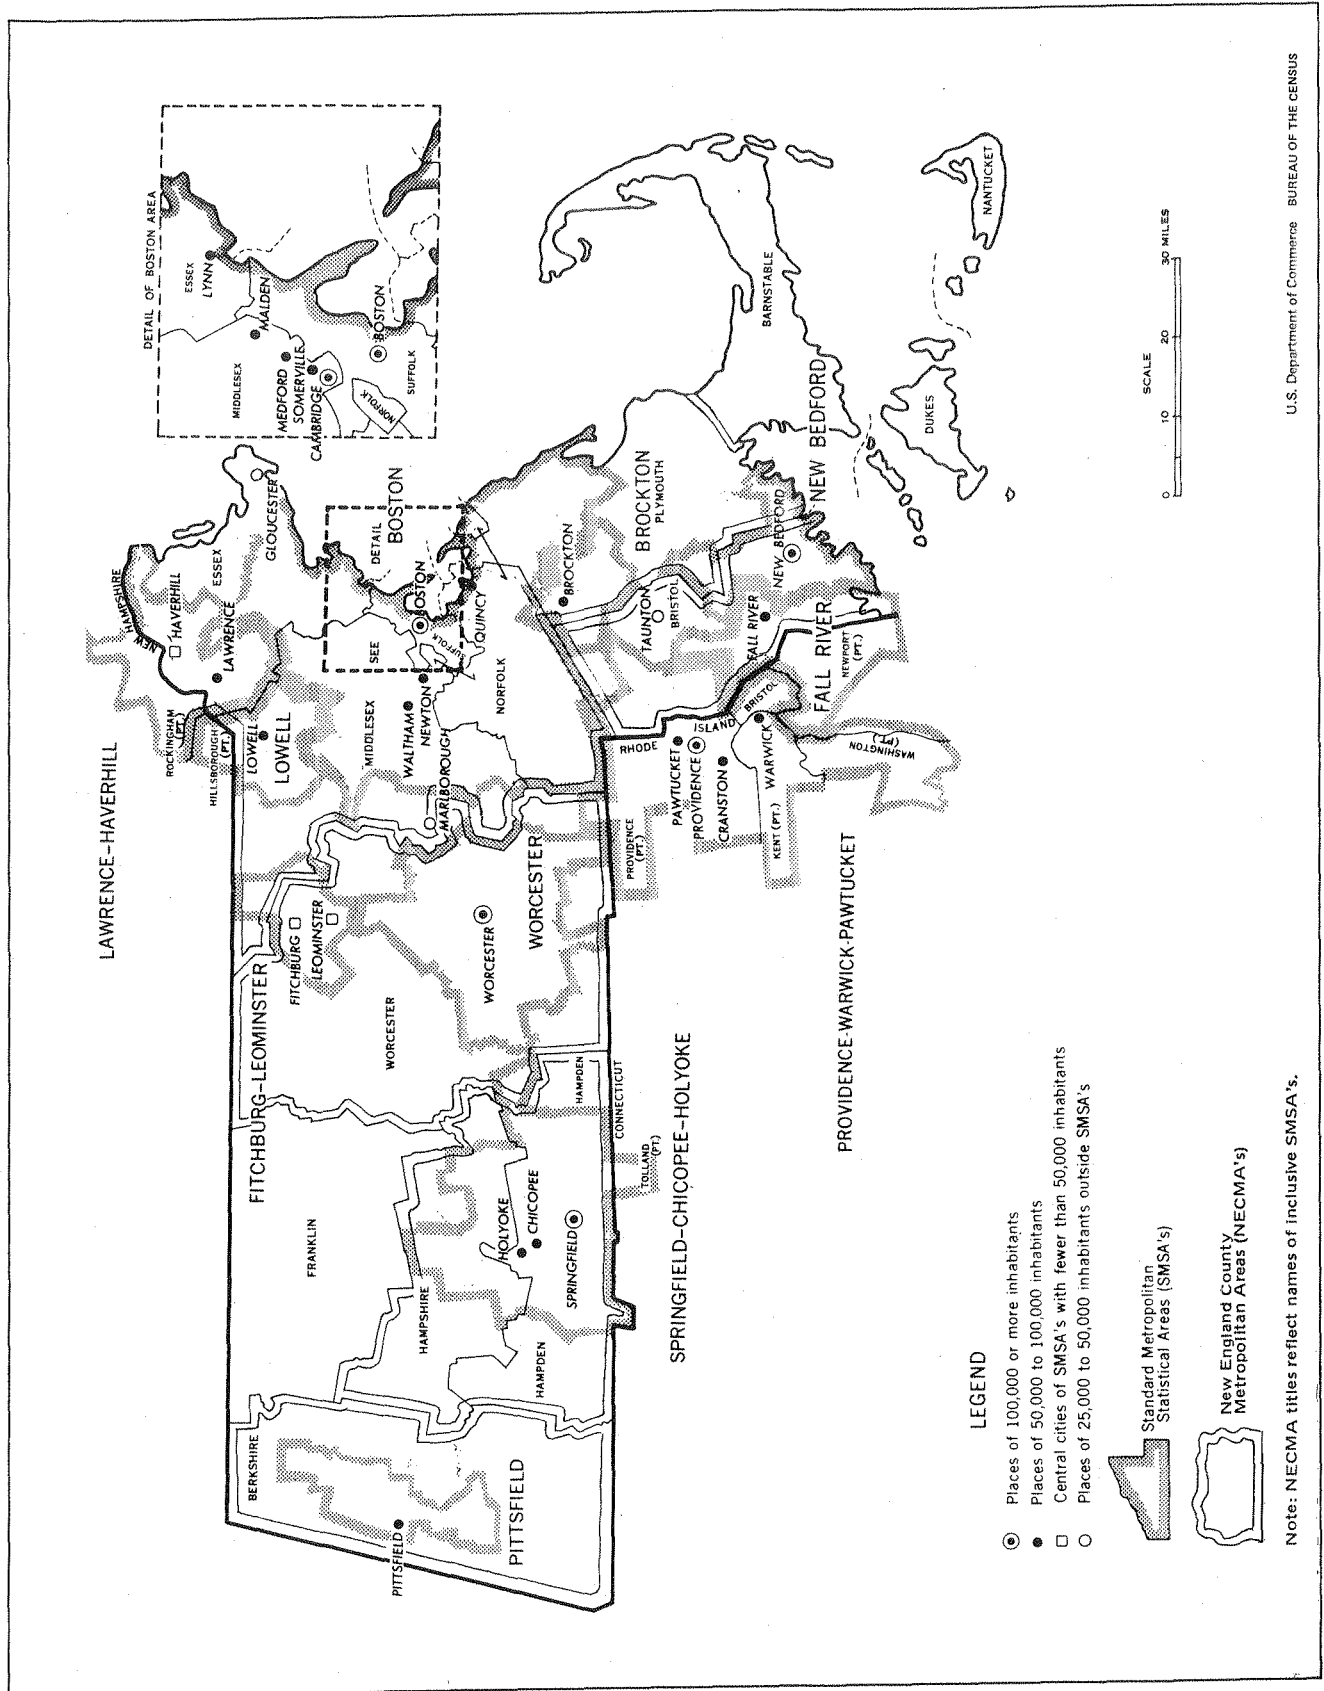 LAWRENCE-HAVERHILL
NEW HAMPSHIRE
ROCKINGHAM
(PT.)
HILLSBOROUGH
(PT.)
HAVERHILL
LAWRENCE
ESSEX
GLOUCESTER
LOWELL
LOWELL
DETAIL OF BOSTON AREA
ESSEX
LYNN
MALDEN
MIDDLESEX
MEDFORD
SOMERVILLE
CAMBRIDGE
BOSTON
NORFOLK
SUFFOLK
SEE
DETAIL
BOSTON
BOSTON
SUFFOLK
QUINCY
MIDDLESEX
WALTHAM
NEWTON
MARLBOROUGH
NORFOLK
FITCHBURG-LEOMINSTER
FITCHBURG
LEOMINSTER
WORCESTER
WORCESTER
WORCESTER
FRANKLIN
HAMPSHIRE
HOLYOKE
CHICOPEE
SPRINGFIELD
HAMPDEN
HAMPDEN
CONNECTICUT
TOLLAND
(PT.)
SPRINGFIELD-CHICOPEE-HOLYOKE
BERKSHIRE
PITTSFIELD
PITTSFIELD
BROCKTON
BROCKTON
PLYMOUTH
TAUNTON
BRISTOL
NEW BEDFORD
NEW BEDFORD
FALL RIVER
FALL RIVER
NEWPORT
(PT.)
RHODE ISLAND
BRISTOL
PAWTUCKET
PROVIDENCE
CRANSTON
WARWICK
PROVIDENCE
(PT.)
KENT (PT.)
WASHINGTON
(PT.)
PROVIDENCE-WARWICK-PAWTUCKET
BARNSTABLE
DUKES
NANTUCKET
LEGEND
Places of 100,000 or more inhabitants
Places of 50,000 to 100,000 inhabitants
Central cities of SMSA's with fewer than 50,000 inhabitants
Places of 25,000 to 50,000 inhabitants outside SMSA's
Standard Metropolitan
Statistical Areas (SMSA's)
New England County
Metropolitan Areas (NECMA's)
SCALE
0 10 20 30 MILES
Note: NECMA titles reflect names of inclusive SMSA's.
U.S. Department of Commerce BUREAU OF THE CENSUS